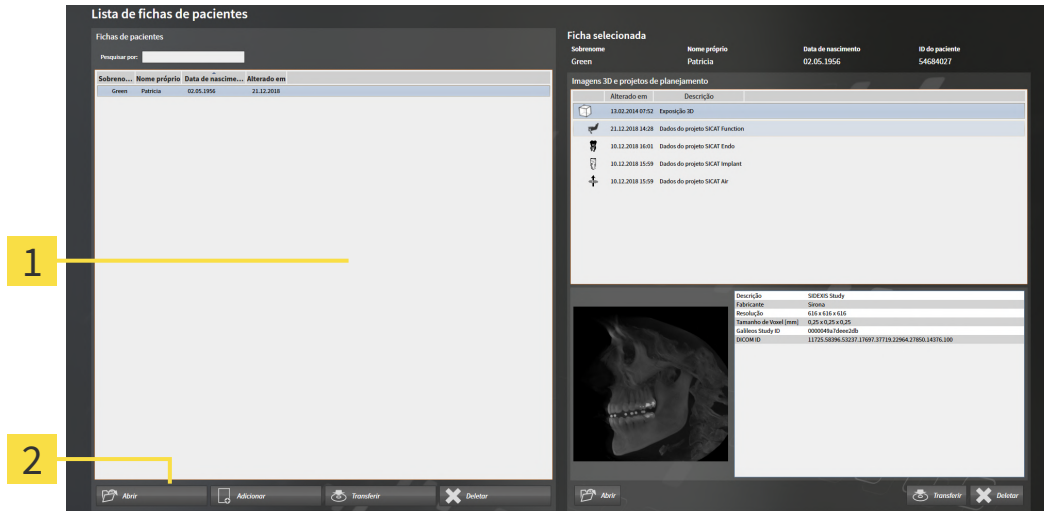 Lista de fichas de pacientes
Fichas de pacientes
Pesquisar por:
Sobreno... Nome próprio Data de nascime... Alterado em
Green Patrícia 02.05.1956 21.12.2018
1
2
Abrir Adicionar Transferir Deletar
Ficha selecionada
Sobrenome Nome próprio Data de nascimento ID do paciente
Green Patrícia 02.05.1956 54684027
Imagens 3D e projetos de planejamento
Alterado em Descrição
13.02.2014 07:52 Exposição 3D
21.12.2018 14:28 Dados do projeto SICAT Function
10.12.2018 16:01 Dados do projeto SICAT Endo
10.12.2018 15:59 Dados do projeto SICAT Implant
10.12.2018 15:59 Dados do projeto SICAT Air
Descrição SIDEXIS Study
Fabricante Sirona
Resolução 616 x 616 x 616
Tamanho de Voxel [mm] 0,25 x 0,25 x 0,25
Galileos Study ID 0000049a7deee2db
DICOM ID 11725.58396.53237.17697.37719.22964.27850.14376.100
Abrir Transferir Deletar